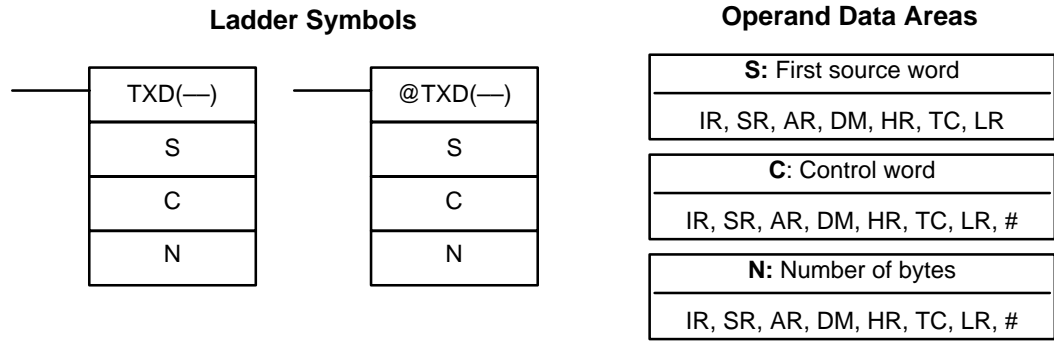 Ladder Symbols
TXD(—)
S
C
N
@TXD(—)
S
C
N
Operand Data Areas
S: First source word
IR, SR, AR, DM, HR, TC, LR
C: Control word
IR, SR, AR, DM, HR, TC, LR, #
N: Number of bytes
IR, SR, AR, DM, HR, TC, LR, #